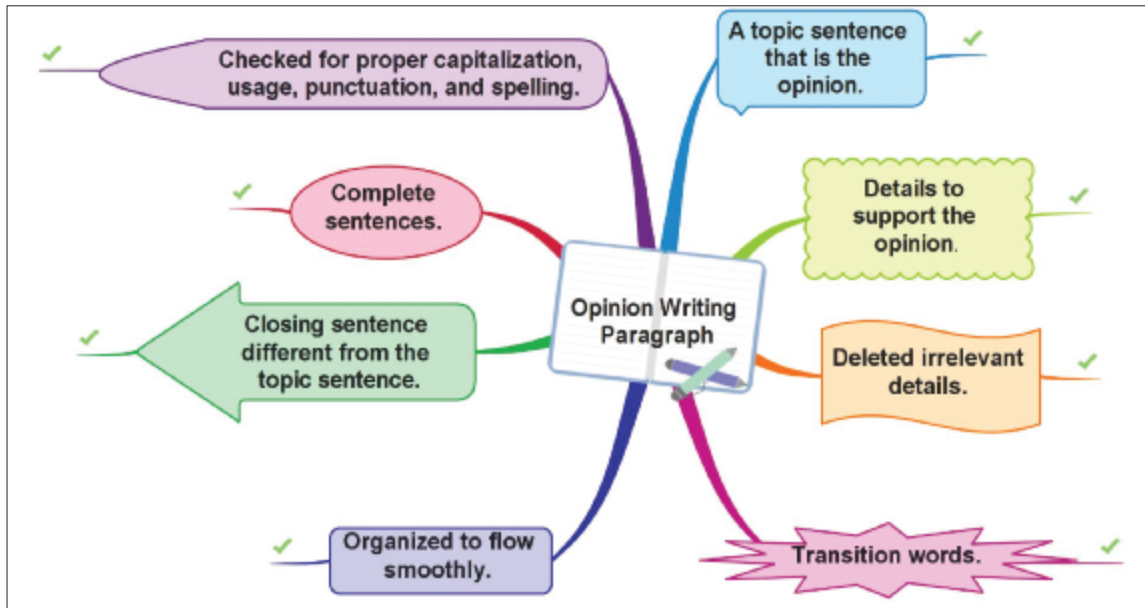 Opinion Writing
Paragraph
A topic sentence
that is the
opinion.
Details to
support the
opinion.
Deleted irrelevant
details.
Transition words.
Organized to flow
smoothly.
Closing sentence
different from the
topic sentence.
Complete
sentences.
Checked for proper capitalization,
usage, punctuation, and spelling.